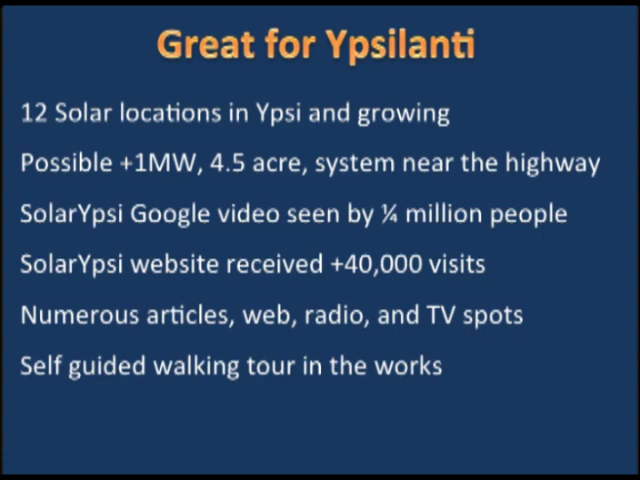 Great for Ypsilanti
12 Solar locations in Ypsi and growing
Possible +1MW, 4.5 acre, system near the highway
SolarYpsi Google video seen by ¼ million people
SolarYpsi website received +40,000 visits
Numerous articles, web, radio, and TV spots
Self guided walking tour in the works